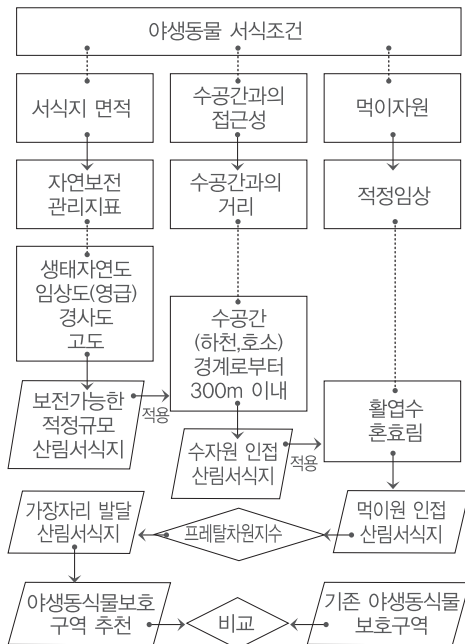 야생동물 서식조건
서식지 면적
수공간과의
접근성
먹이자원
자연보전
관리지표
수공간과의
거리
적정임상
생태자연도
임상도(영급)
경사도
고도
수공간
(하천,호소)
경계로부터
300m 이내
보전가능한
적정규모
산림서식지
적용
수자원 인접
산림서식지
적용
활엽수
혼효림
가장자리 발달
산림서식지
프레탈차원지수
먹이원 인접
산림서식지
야생동식물보호
구역 추천
비교
기존 야생동식물
보호구역